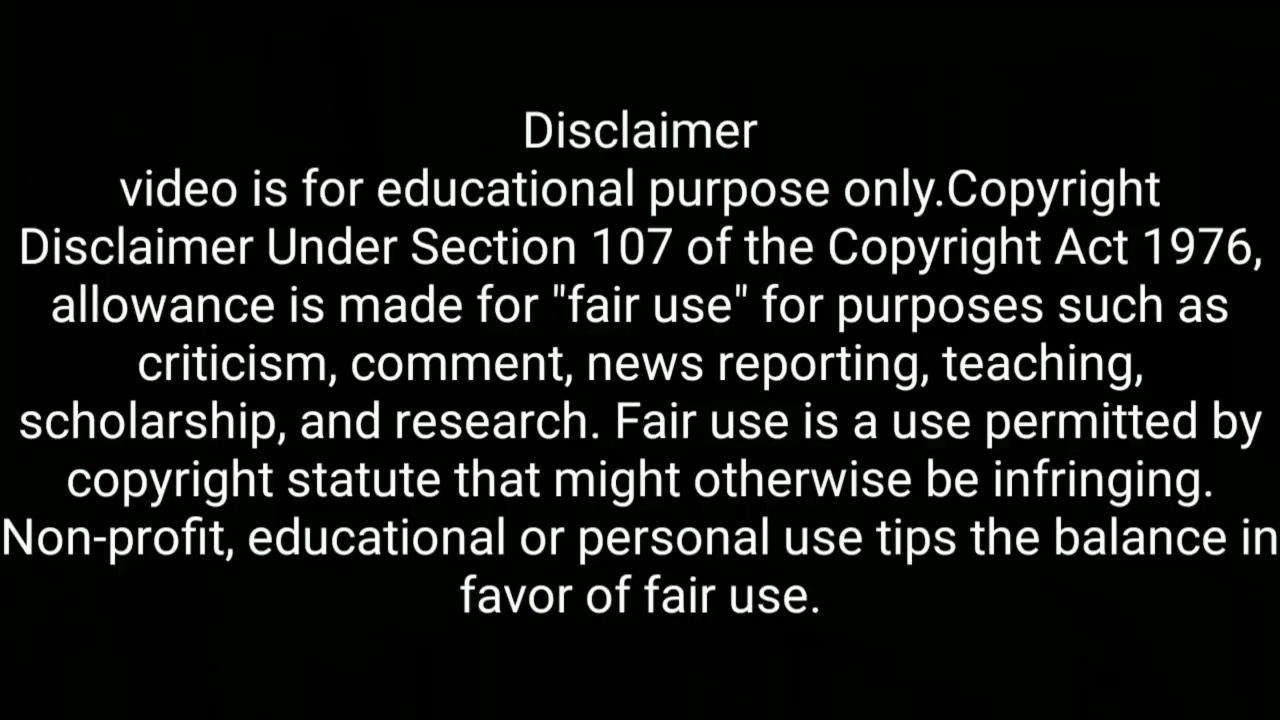 Disclaimer
video is for educational purpose only.Copyright
Disclaimer Under Section 107 of the Copyright Act 1976,
allowance is made for "fair use" for purposes such as
criticism, comment, news reporting, teaching,
scholarship, and research. Fair use is a use permitted by
copyright statute that might otherwise be infringing.
Non-profit, educational or personal use tips the balance in
favor of fair use.